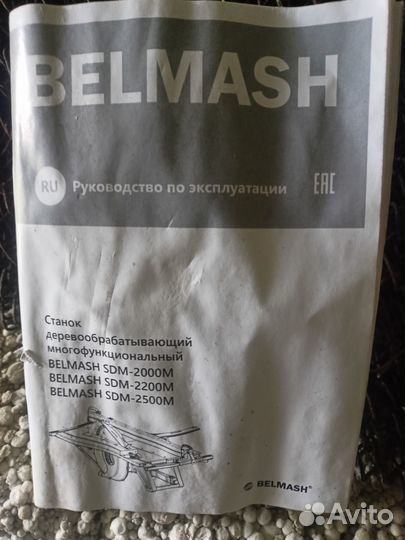 BELMASH
RU Руководство по эксплуатации EAC
Станок
деревообрабатывающий
многофункциональный
BELMASH SDM-2000M
BELMASH SDM-2200M
BELMASH SDM-2500M
BELMASH®
Avito